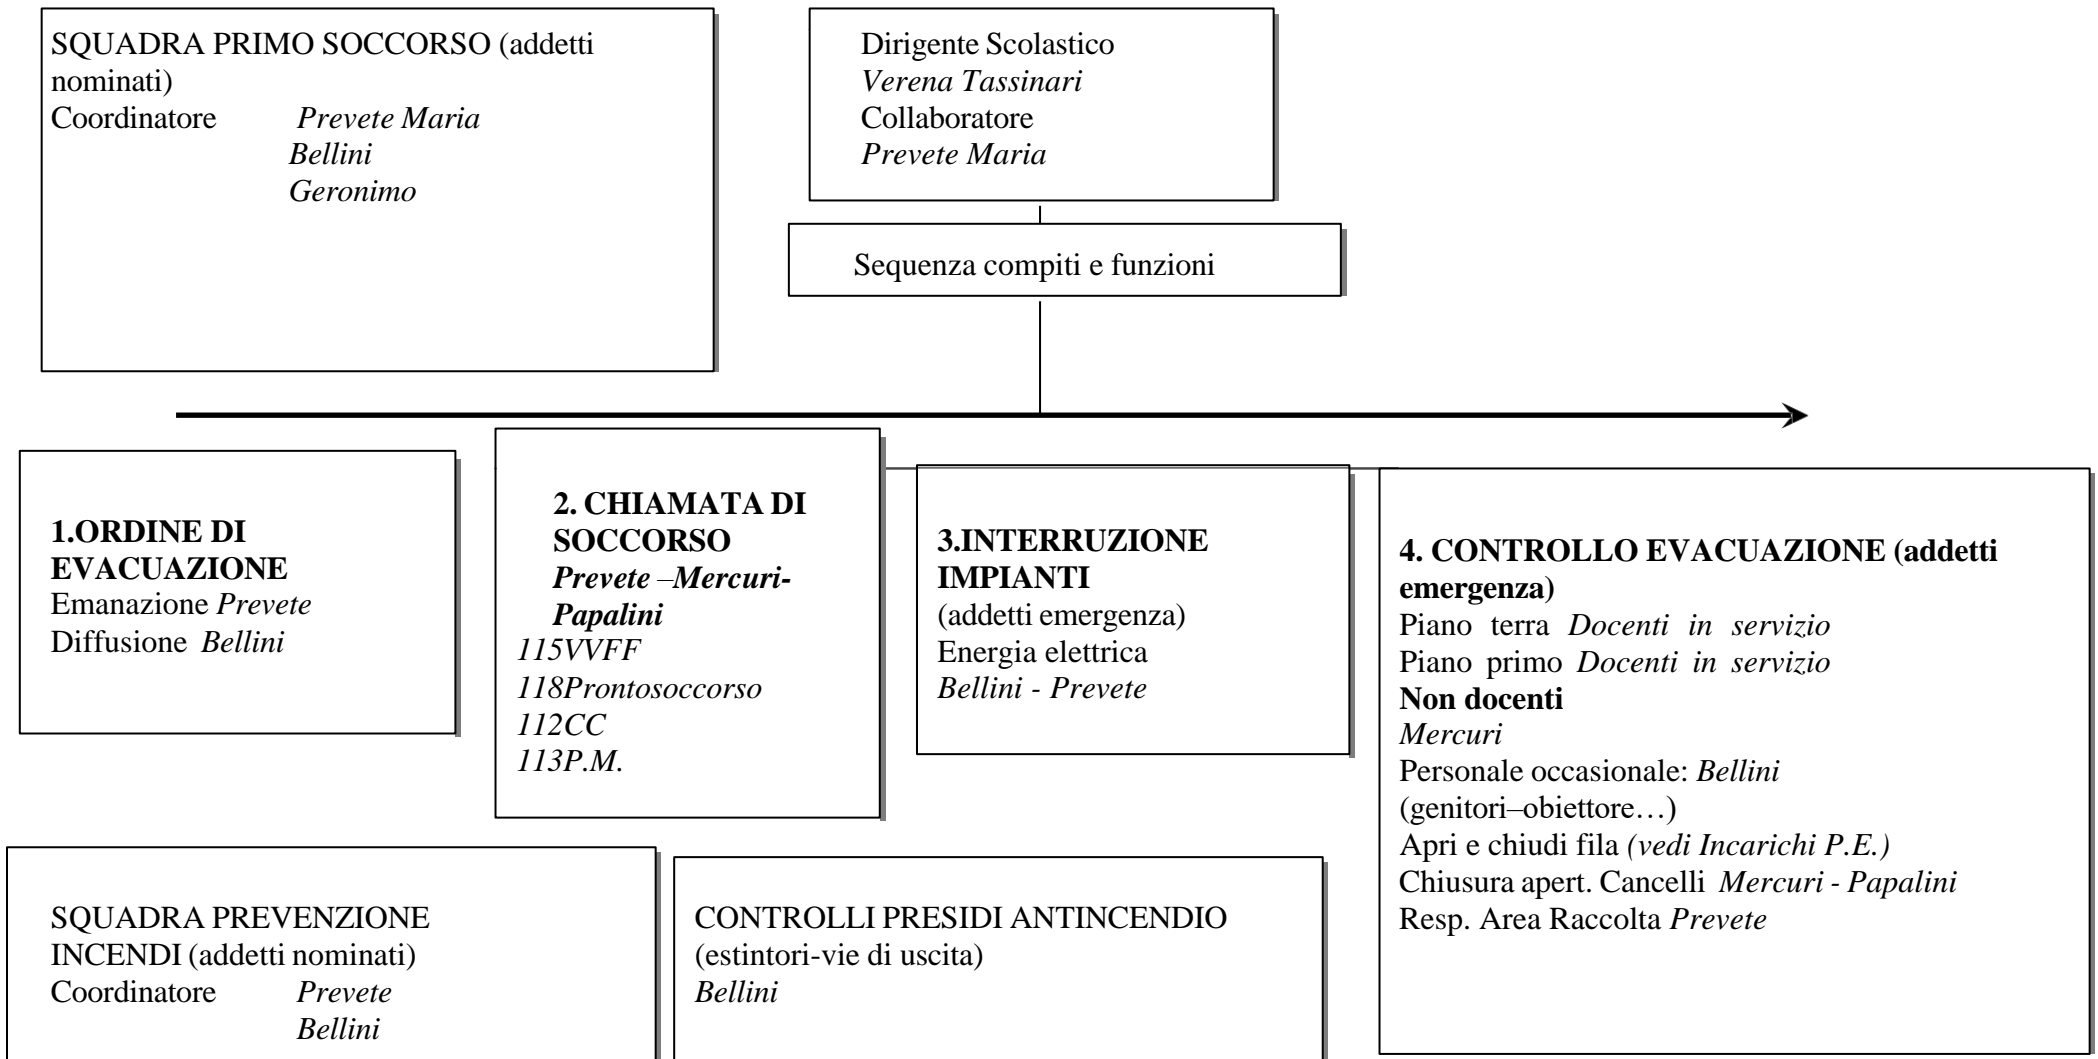 SQUADRA PRIMO SOCCORSO (addetti
nominati)
Coordinatore Prevete Maria
Bellini
Geronimo
Dirigente Scolastico
Verena Tassinari
Collaboratore
Prevete Maria
Sequenza compiti e funzioni
1.ORDINE DI
EVACUAZIONE
Emanazione Prevete
Diffusione Bellini
2. CHIAMATA DI
SOCCORSO
Prevete –Mercuri-
Papalini
115VVFF
118Prontosoccorso
112CC
113P.M.
3.INTERRUZIONE
IMPIANTI
(addetti emergenza)
Energia elettrica
Bellini - Prevete
4. CONTROLLO EVACUAZIONE (addetti
emergenza)
Piano terra Docenti in servizio
Piano primo Docenti in servizio
Non docenti
Mercuri
Personale occasionale: Bellini
(genitori–obiettore…)
Apri e chiudi fila (vedi Incarichi P.E.)
Chiusura apert. Cancelli Mercuri - Papalini
Resp. Area Raccolta Prevete
SQUADRA PREVENZIONE
INCENDI (addetti nominati)
Coordinatore Prevete
Bellini
CONTROLLI PRESIDI ANTINCENDIO
(estintori-vie di uscita)
Bellini